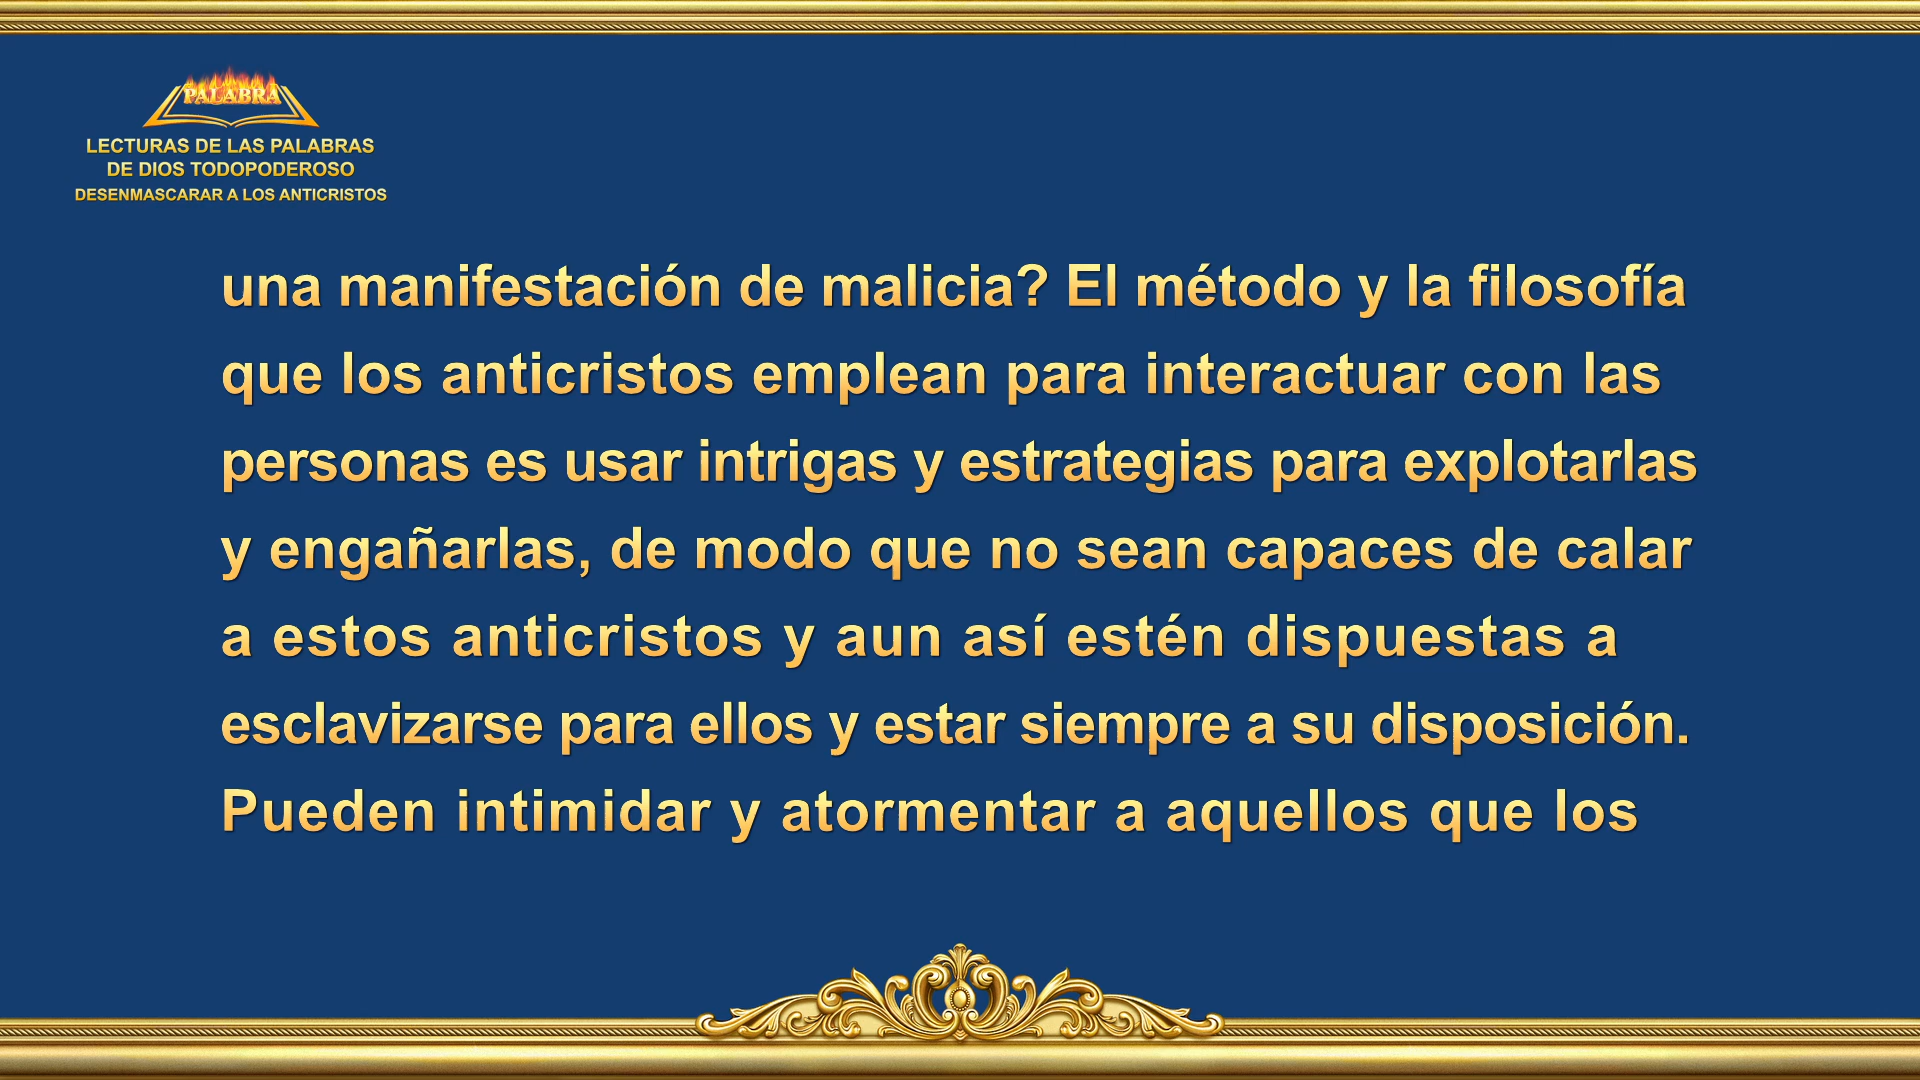 PALABRA
LECTURAS DE LAS PALABRAS
DE DIOS TODOPODEROSO
DESENMASCARAR A LOS ANTICRISTOS
una manifestación de malicia? El método y la filosofía
que los anticristos emplean para interactuar con las
personas es usar intrigas y estrategias para explotarlas
y engañarlas, de modo que no sean capaces de calar
a estos anticristos y aun así estén dispuestas a
esclavizarse para ellos y estar siempre a su disposición.
Pueden intimidar y atormentar a aquellos que los